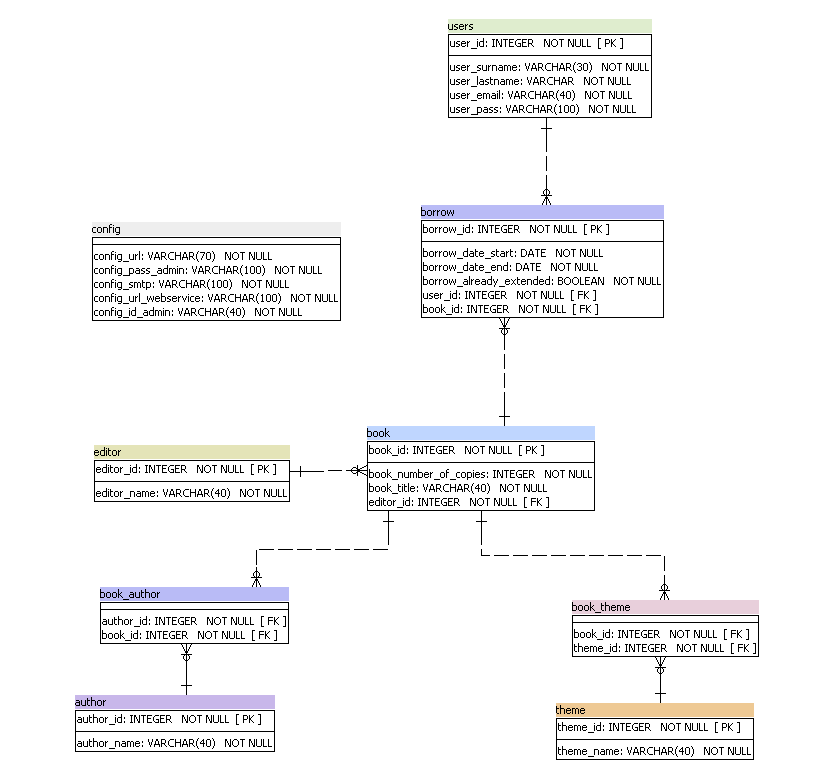 users
user_id: INTEGER NOT NULL [ PK ]
user_surname: VARCHAR(30) NOT NULL
user_lastname: VARCHAR NOT NULL
user_email: VARCHAR(40) NOT NULL
user_pass: VARCHAR(100) NOT NULL
borrow
borrow_id: INTEGER NOT NULL [ PK ]
borrow_date_start: DATE NOT NULL
borrow_date_end: DATE NOT NULL
borrow_already_extended: BOOLEAN NOT NULL
user_id: INTEGER NOT NULL [ FK ]
book_id: INTEGER NOT NULL [ FK ]
config
config_url: VARCHAR(70) NOT NULL
config_pass_admin: VARCHAR(100) NOT NULL
config_smtp: VARCHAR(100) NOT NULL
config_url_webservice: VARCHAR(100) NOT NULL
config_id_admin: VARCHAR(40) NOT NULL
book
book_id: INTEGER NOT NULL [ PK ]
book_number_of_copies: INTEGER NOT NULL
book_title: VARCHAR(40) NOT NULL
editor_id: INTEGER NOT NULL [ FK ]
editor
editor_id: INTEGER NOT NULL [ PK ]
editor_name: VARCHAR(40) NOT NULL
book_author
author_id: INTEGER NOT NULL [ FK ]
book_id: INTEGER NOT NULL [ FK ]
book_theme
book_id: INTEGER NOT NULL [ FK ]
theme_id: INTEGER NOT NULL [ FK ]
author
author_id: INTEGER NOT NULL [ PK ]
author_name: VARCHAR(40) NOT NULL
theme
theme_id: INTEGER NOT NULL [ PK ]
theme_name: VARCHAR(40) NOT NULL